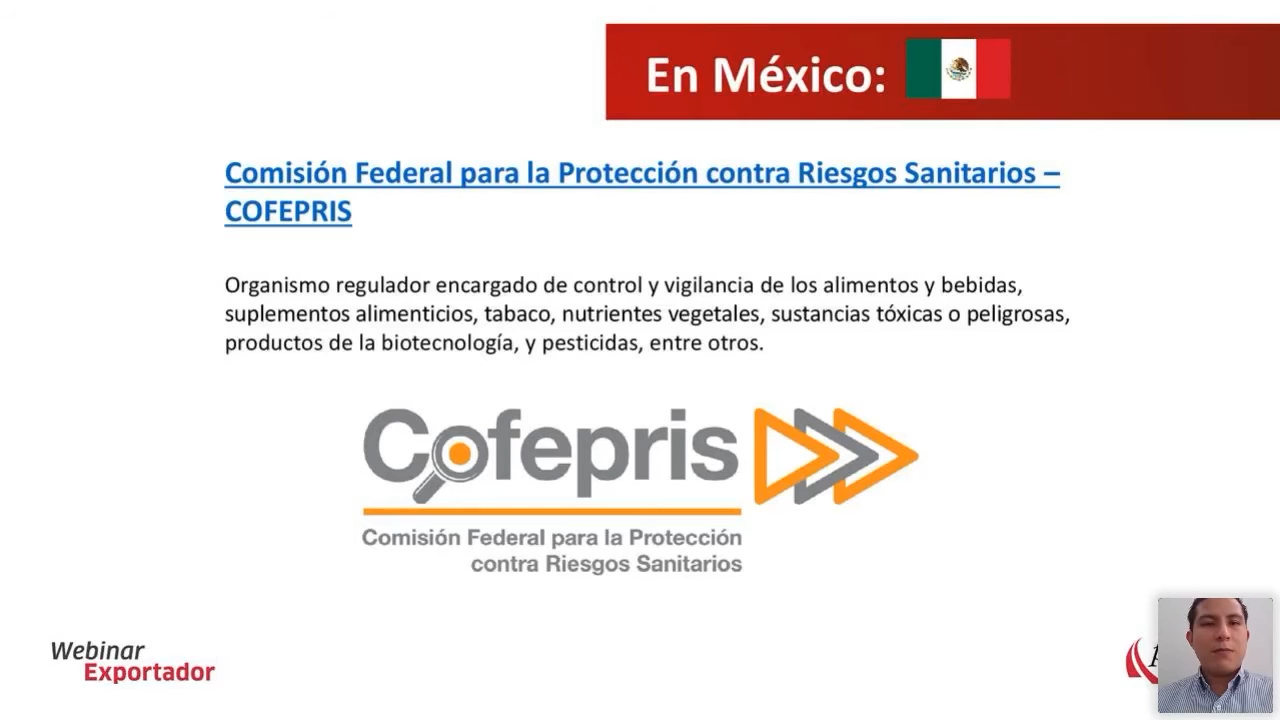 En México:
Comisión Federal para la Protección contra Riesgos Sanitarios –
COFEPRIS
Organismo regulador encargado de control y vigilancia de los alimentos y bebidas,
suplementos alimenticios, tabaco, nutrientes vegetales, sustancias tóxicas o peligrosas,
productos de la biotecnología, y pesticidas, entre otros.
Cofepris
Comisión Federal para la Protección
contra Riesgos Sanitarios
Webinar
Exportador